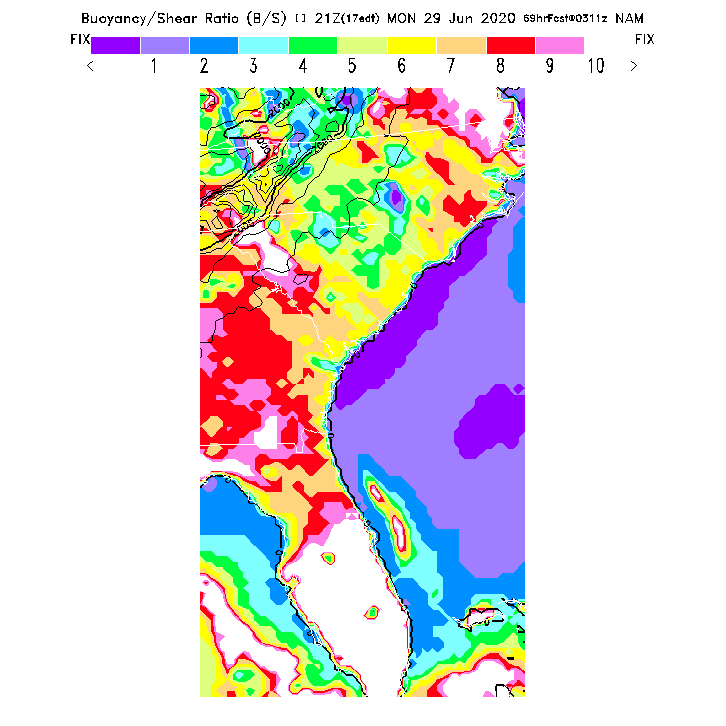 Buoyancy/Shear Ratio (B/S) [] 21Z(17edt) MON 29 Jun 2020 69hrFcst@0311z NAM
FIX FIX
< 1 2 3 4 5 6 7 8 9 10 >